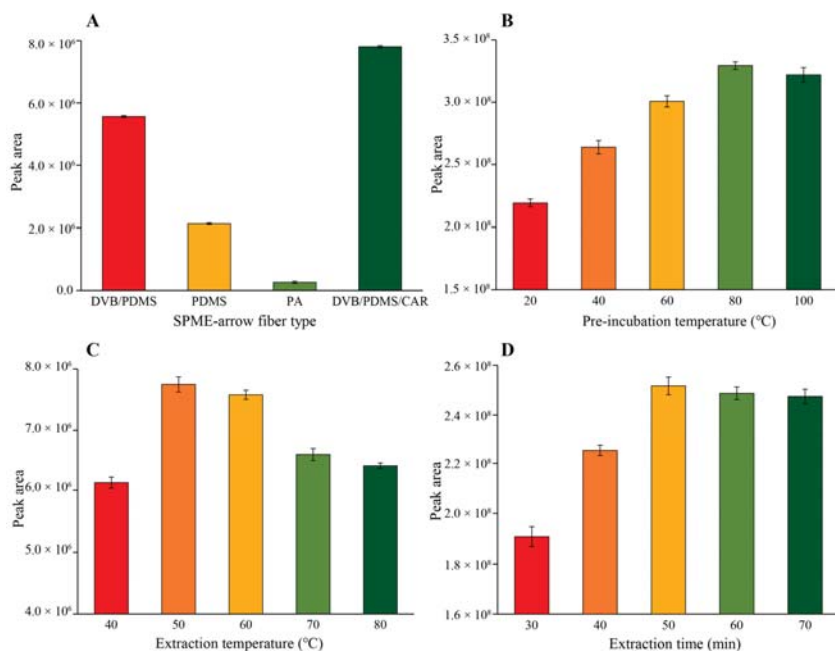 A
8.0 × 10⁶
6.0 × 10⁶
4.0 × 10⁶
2.0 × 10⁶
0.0
Peak area
DVB/PDMS PDMS PA DVB/PDMS/CAR
SPME-arrow fiber type
B
3.5 × 10⁸
3.0 × 10⁸
2.5 × 10⁸
2.0 × 10⁸
1.5 × 10⁸
Peak area
20 40 60 80 100
Pre-incubation temperature (℃)
C
8.0 × 10⁶
7.0 × 10⁶
6.0 × 10⁶
5.0 × 10⁶
4.0 × 10⁶
Peak area
40 50 60 70 80
Extraction temperature (℃)
D
2.6 × 10⁸
2.4 × 10⁸
2.2 × 10⁸
2.0 × 10⁸
1.8 × 10⁸
1.6 × 10⁸
Peak area
30 40 50 60 70
Extraction time (min)